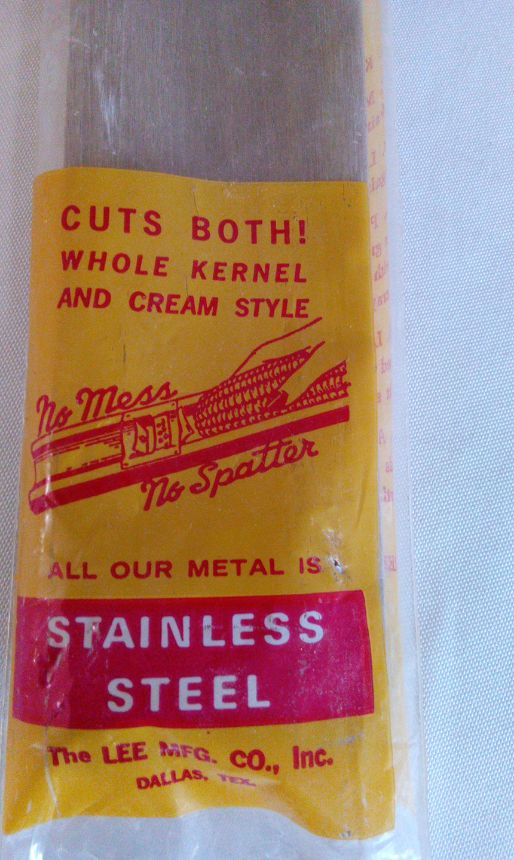 CUTS BOTH!
WHOLE KERNEL
AND CREAM STYLE
No Mess
No Spatter
ALL OUR METAL IS
STAINLESS
STEEL
The LEE MFG. CO., Inc.
DALLAS, TEX.